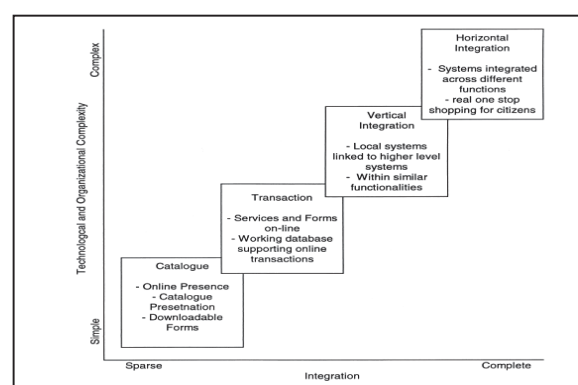 Horizontal
Integration
- Systems integrated
across different
functions
- real one stop
shopping for citizens
Vertical
Integration
- Local systems
linked to higher level
systems
- Within similar
functionalities
Transaction
- Services and Forms
on-line
- Working database
supporting online
transactions
Catalogue
- Online Presence
- Catalogue
Presetnation
- Downloadable
Forms
Complex
Technologcal and Organizational Complexity
Simple
Sparse
Integration
Complete